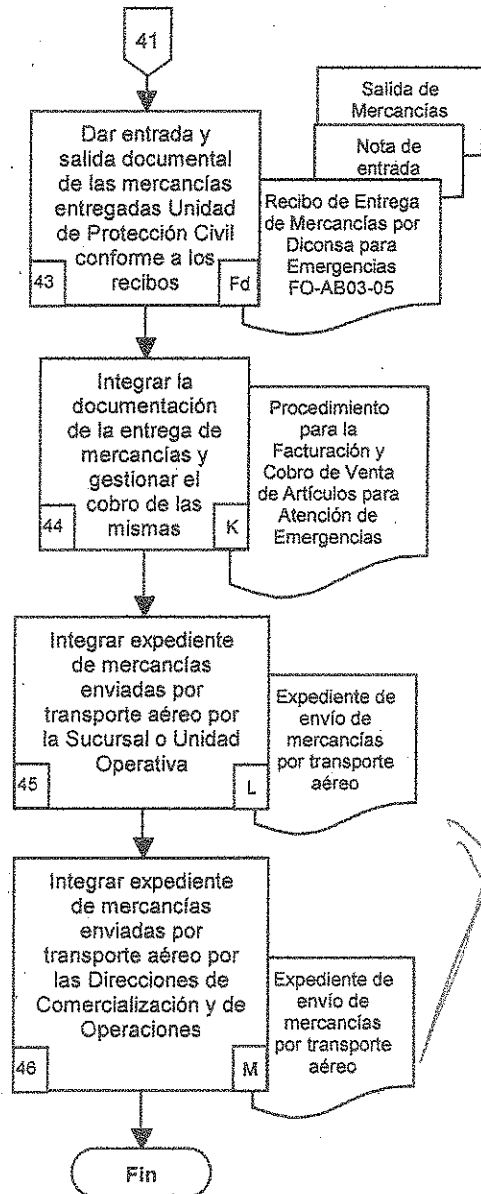 41
Dar entrada y
salida documental
de las mercancías
entregadas Unidad
de Protección Civil
conforme a los
recibos
43
Fd
Salida de
Mercancías
Nota de
entrada
Recibo de Entrega
de Mercancías por
Diconsa para
Emergencias
FO-AB03-05
Integrar la
documentación
de la entrega de
mercancías y
gestionar el
cobro de las
mismas
44
K
Procedimiento
para la
Facturación y
Cobro de Venta
de Artículos para
Atención de
Emergencias
Integrar expediente
de mercancías
enviadas por
transporte aéreo por
la Sucursal o Unidad
Operativa
45
L
Expediente de
envío de
mercancías
por transporte
aéreo
Integrar expediente
de mercancías
enviadas por
transporte aéreo por
las Direcciones de
Comercialización y de
Operaciones
46
M
Expediente de
envío de
mercancías
por transporte
aéreo
Fin